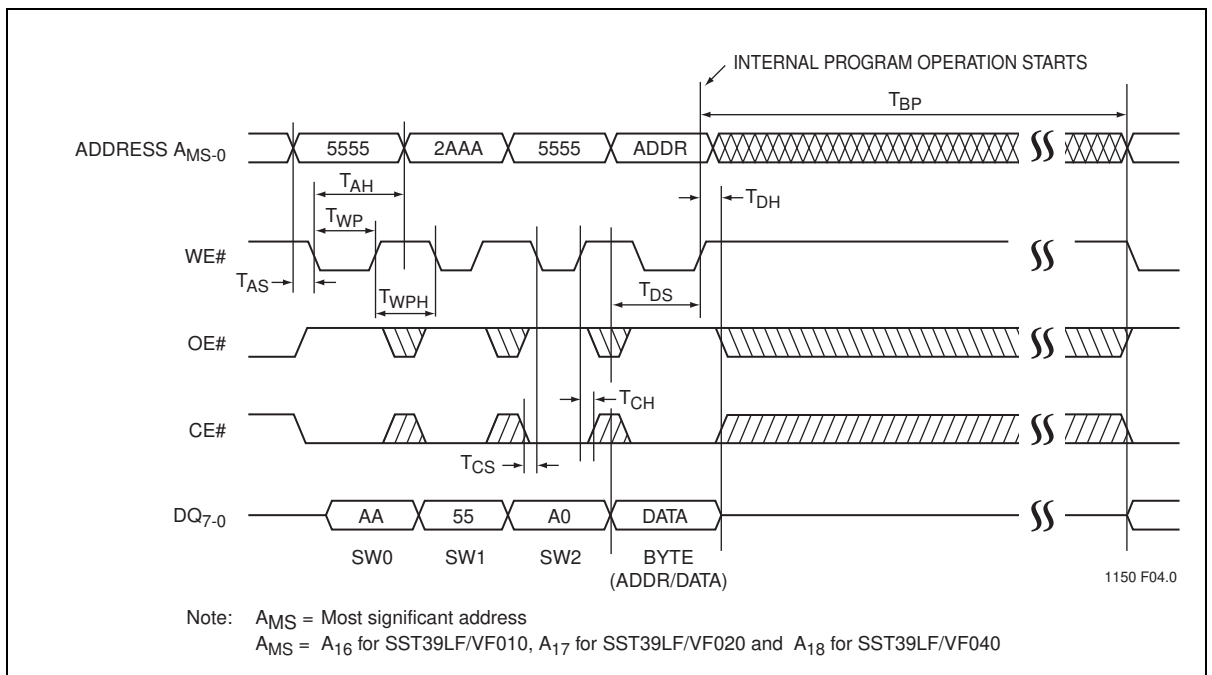 INTERNAL PROGRAM OPERATION STARTS
TBP
ADDRESS AMS-0
5555 2AAA 5555 ADDR
TAH
TDH
TWP
WE#
TAS
TWPH
TDS
OE#
TCH
CE#
TCS
DQ7-0
AA 55 A0 DATA
SW0 SW1 SW2 BYTE
(ADDR/DATA)
1150 F04.0
Note: AMS = Most significant address
AMS = A16 for SST39LF/VF010, A17 for SST39LF/VF020 and A18 for SST39LF/VF040